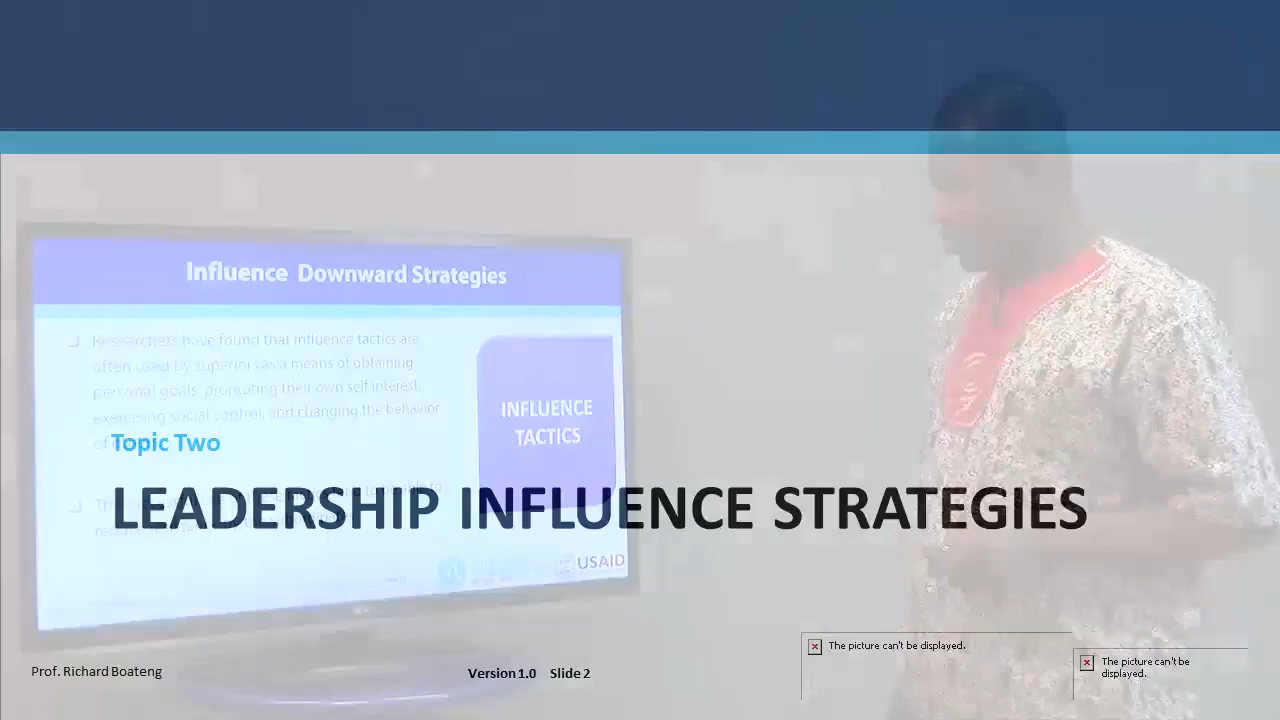 Influence Downward Strategies
Researchers have found that influence tactics are
often used by superiors as a means of obtaining
personal goals, promoting their own self interest,
exercising social control, and changing the behavior
of
INFLUENCE
TACTICS
Topic Two
LEADERSHIP INFLUENCE STRATEGIES
USAID
Prof. Richard Boateng
Version 1.0 Slide 2
The picture can't be displayed.
The picture can't be
displayed.